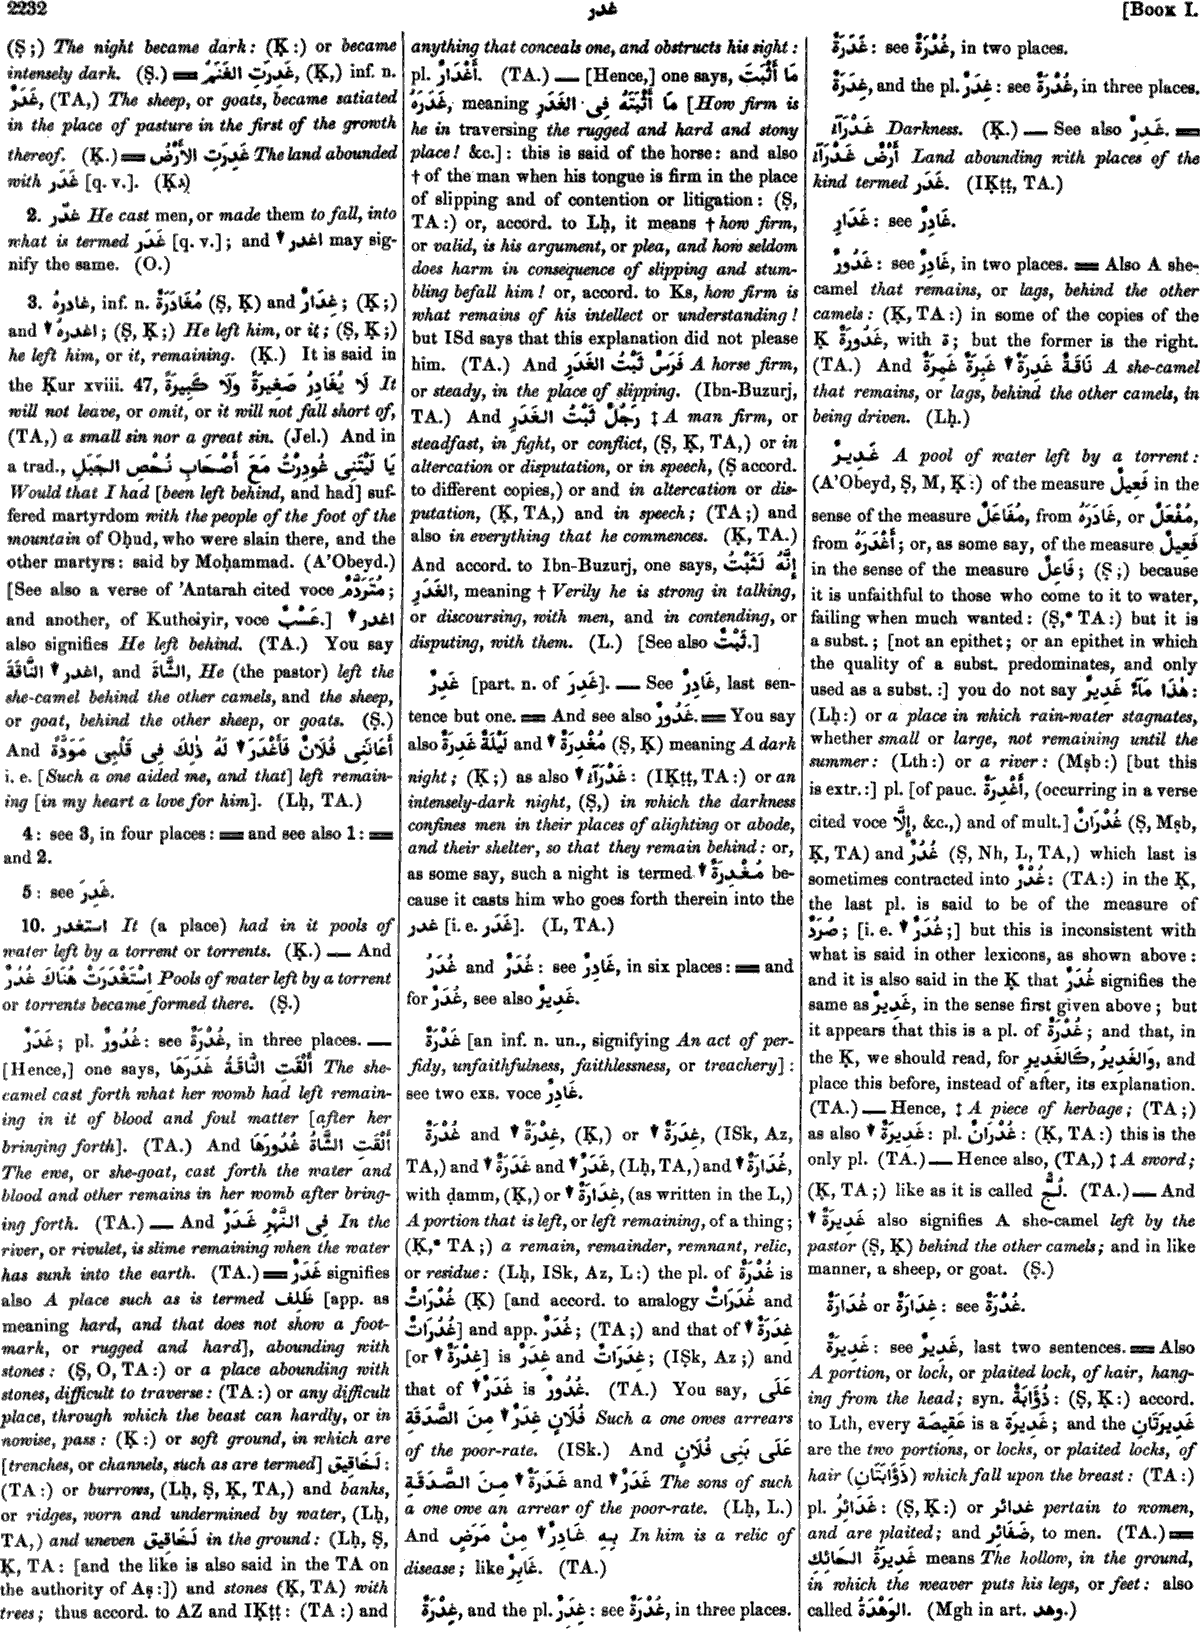 2232
غدر
[BOOK I.
(Ṣ;) The night became dark: (Ḳ:) or became
intensely dark. (Ṣ.) ═ غَدِرَتِ الغَنَمُ, (Ḳ,) inf. n.
غَدَرٌ, (TA,) The sheep, or goats, became satiated
in the place of pasture in the first of the growth
thereof. (Ḳ.) ═ غَدِرَتِ الأَرْضُ The land abounded
with غَدَر [q. v.]. (Ḳ;)
2. غدّر He cast men, or made them to fall, into
what is termed غَدَر [q. v.]; and ▼ اغدر may sig-
nify the same. (O.)
3. غادرهُ, inf. n. مُغَادَرَةٌ (Ṣ, Ḳ) and غِدَارٌ; (Ḳ;)
and ▼ اغدرهُ; (Ṣ, Ḳ;) He left him, or it; (Ṣ, Ḳ;)
he left him, or it, remaining. (Ḳ.) It is said in
the Ḳur xviii. 47, لَا يُغَادِرُ صَغِيرَةً وَلَا كَبِيرَةً It
will not leave, or omit, or it will not fall short of,
(TA,) a small sin nor a great sin. (Jel.) And in
a trad., يَا لَيْتَنِى غُودِرْتُ مَعَ أَصْحَابِ نُحْصِ الجَبَلِ
Would that I had [been left behind, and had] suf-
fered martyrdom with the people of the foot of the
mountain of Oḥud, who were slain there, and the
other martyrs: said by Moḥammad. (A'Obeyd.)
[See also a verse of 'Antarah cited voce مُتَرَدَّمٌ;
and another, of Kutheiyir, voce عَسْبٌ.] ▼ اغدر
also signifies He left behind. (TA.) You say
اغدر ▼ النَّاقَةَ, and الشَّاةَ, He (the pastor) left the
she-camel behind the other camels, and the sheep,
or goat, behind the other sheep, or goats. (Ṣ.)
And أَعَانَنِى فُلَانٌ فَأَغْدَرَ ▼ لَهُ ذٰلِكَ فِى قَلْبِى مَوَدَّةً
i. e. [Such a one aided me, and that] left remain-
ing [in my heart a love for him]. (Lḥ, TA.)
4: see 3, in four places: ═ and see also 1: ═
and 2.
5: see غَدِرَ.
10. استغدر It (a place) had in it pools of
water left by a torrent or torrents. (Ḳ.) — And
اِسْتَغْدَرَتْ هُنَاكَ غُدُرٌ Pools of water left by a torrent
or torrents became formed there. (Ṣ.)
غَدَرٌ; pl. غُدُورٌ: see غُدْرَةٌ, in three places. —
[Hence,] one says, أَلْقَتِ النَّاقَةُ غَدَرَهَا The she-
camel cast forth what her womb had left remain-
ing in it of blood and foul matter [after her
bringing forth]. (TA.) And أَلْقَتِ الشَّاةُ غُدُورَهَا
The ewe, or she-goat, cast forth the water and
blood and other remains in her womb after bring-
ing forth. (TA.) — And فِى النَّهْرِ غَدَرٌ In the
river, or rivulet, is slime remaining when the water
has sunk into the earth. (TA.) ═ غَدَرٌ signifies
also A place such as is termed ظَلِف [app. as
meaning hard, and that does not show a foot-
mark, or rugged and hard], abounding with
stones: (Ṣ, O, TA:) or a place abounding with
stones, difficult to traverse: (TA:) or any difficult
place, through which the beast can hardly, or in
nowise, pass: (Ḳ:) or soft ground, in which are
[trenches, or channels, such as are termed] لَخَاقِيق:
(TA:) or burrows, (Lḥ, Ṣ, Ḳ, TA,) and banks,
or ridges, worn and undermined by water, (Lḥ,
TA,) and uneven لَخَاقِيق in the ground: (Lḥ, Ṣ,
Ḳ, TA: [and the like is also said in the TA on
the authority of Aṣ:]) and stones (Ḳ, TA) with
trees; thus accord. to AZ and IḲṭṭ: (TA:) and
anything that conceals one, and obstructs his sight:
pl. أَغْدَارٌ. (TA.) — [Hence,] one says, مَا أَثْبَتَ
غَدَرَهُ, meaning مَا أَثْبَتَهُ فِى الغَدَرِ [How firm is
he in traversing the rugged and hard and stony
place! &c.]: this is said of the horse: and also
† of the man when his tongue is firm in the place
of slipping and of contention or litigation: (Ṣ,
TA:) or, accord. to Lḥ, it means † how firm,
or valid, is his argument, or plea, and how seldom
does harm in consequence of slipping and stum-
bling befall him! or, accord. to Ks, how firm is
what remains of his intellect or understanding!
but ISd says that this explanation did not please
him. (TA.) And فَرَسٌ ثَبْتُ الغَدَرِ A horse firm,
or steady, in the place of slipping. (Ibn-Buzurj,
TA.) And رَجُلٌ ثَبْتُ الغَدَرِ ‡ A man firm, or
steadfast, in fight, or conflict, (Ṣ, Ḳ, TA,) or in
altercation or disputation, or in speech, (Ṣ accord.
to different copies,) or and in altercation or dis-
putation, (Ḳ, TA,) and in speech; (TA;) and
also in everything that he commences. (Ḳ, TA.)
And accord. to Ibn-Buzurj, one says, إِنَّهُ لَثَبْتُ
الغَدَرِ, meaning † Verily he is strong in talking,
or discoursing, with men, and in contending, or
disputing, with them. (L.) [See also ثَبْتٌ.]
غَدِرٌ [part. n. of غَدِرَ]. — See غَادِرٌ, last sen-
tence but one. ═ And see also غَدُورٌ. ═ You say
also لَيْلَةٌ غَدِرَةٌ and ▼ مُغْدِرَةٌ (Ṣ, Ḳ) meaning A dark
night; (Ḳ;) as also ▼ غَدْرَآءُ: (IḲṭṭ, TA:) or an
intensely-dark night, (Ṣ,) in which the darkness
confines men in their places of alighting or abode,
and their shelter, so that they remain behind: or,
as some say, such a night is termed ▼ مُغْدِرَةٌ be-
cause it casts him who goes forth therein into the
غدر [i. e. غَدَر]. (L, TA.)
غُدَرُ and غُدَرٌ: see غَادِرٌ, in six places: ═ and
for غُدَرٌ, see also غَدِيرٌ.
غَدْرَةٌ [an inf. n. un., signifying An act of per-
fidy, unfaithfulness, faithlessness, or treachery]:
see two exs. voce غَادِرٌ.
غُدْرَةٌ and ▼ غِدْرَةٌ, (Ḳ,) or ▼ غِدَرَةٌ, (ISk, Az,
TA,) and ▼ غَدَرَةٌ and ▼ غَدَرٌ, (Lḥ, TA,) and ▼ غُدَارَةٌ,
with ḍamm, (Ḳ,) or ▼ غِدَارَةٌ, (as written in the L,)
A portion that is left, or left remaining, of a thing;
(Ḳ,* TA;) a remain, remainder, remnant, relic,
or residue: (Lḥ, ISk, Az, L:) the pl. of غُدْرَةٌ is
غُدْرَاتٌ (Ḳ) [and accord. to analogy غُدَرَاتٌ and
غُدُرَاتٌ] and app. غُدَرٌ; (TA;) and that of ▼ غِدَرَةٌ
[or ▼ غِدْرَةٌ] is غِدَرٌ and غِدَرَاتٌ; (ISk, Az;) and
that of ▼ غَدَرٌ is غُدُورٌ. (TA.) You say, عَلَى
فُلَانٍ غِدَرٌ ▼ مِنَ الصَّدَقَةِ Such a one owes arrears
of the poor-rate. (ISk.) And عَلَى بَنِى فُلَانٍ
غَدَرَةٌ ▼ مِنَ الصَّدَقَةِ and ▼ غَدَرٌ The sons of such
a one owe an arrear of the poor-rate. (Lḥ, L.)
And بِهِ غَادِرٌ ▼ مِنْ مَرَضٍ In him is a relic of
disease; like غَابِرٌ. (TA.)
غِدْرَةٌ, and the pl. غِدَرٌ: see غُدْرَةٌ, in three places.
غَدَرَةٌ: see غُدْرَةٌ, in two places.
غِدَرَةٌ, and the pl. غِدَرٌ: see غُدْرَةٌ, in three places.
غَدْرَآءُ Darkness. (Ḳ.) — See also غَدِرٌ. ═
أَرْضٌ غَدْرَآءُ Land abounding with places of the
kind termed غَدَر. (IḲṭṭ, TA.)
غَدَارِ: see غَادِرٌ.
غَدُورٌ: see غَادِرٌ, in two places. ═ Also A she-
camel that remains, or lags, behind the other
camels: (Ḳ, TA:) in some of the copies of the
Ḳ غَدُورَةٌ, with ة; but the former is the right.
(TA.) And نَاقَةٌ غَدِرَةٌ ▼ غَبِرَةٌ غَمِرَةٌ A she-camel
that remains, or lags, behind the other camels, in
being driven. (Lḥ.)
غَدِيرٌ A pool of water left by a torrent:
(A'Obeyd, Ṣ, M, Ḳ:) of the measure فَعِيلٌ in the
sense of the measure مُفَاعَلٌ, from غَادَرَهُ, or مُفْعَلٌ,
from أَغْدَرَهُ; or, as some say, of the measure فَعِيلٌ
in the sense of the measure فَاعِلٌ; (Ṣ;) because
it is unfaithful to those who come to it to water,
failing when much wanted: (Ṣ,* TA:) but it is
a subst.; [not an epithet; or an epithet in which
the quality of a subst. predominates, and only
used as a subst.:] you do not say هٰذَا مَآءٌ غَدِيرٌ:
(Lḥ:) or a place in which rain-water stagnates,
whether small or large, not remaining until the
summer: (Lth:) or a river: (Mṣb:) [but this
is extr.:] pl. [of pauc. أَغْدِرَةٌ, (occurring in a verse
cited voce إِلَّا, &c.,) and of mult.] غُدْرَانٌ (Ṣ, Mṣb,
Ḳ, TA) and غُدُرٌ (Ṣ, Nh, L, TA,) which last is
sometimes contracted into غُدْرٌ: (TA:) in the Ḳ,
the last pl. is said to be of the measure of
صُرَدٌ; [i. e. ▼ غُدَرٌ;] but this is inconsistent with
what is said in other lexicons, as shown above:
and it is also said in the Ḳ that غُدَرٌ signifies the
same as غَدِيرٌ, in the sense first given above; but
it appears that this is a pl. of غُدْرَةٌ; and that, in
the Ḳ, we should read, for وَالغَدِيرِ, كَالغَدِيرِ, and
place this before, instead of after, its explanation.
(TA.) — Hence, ‡ A piece of herbage; (TA;)
as also ▼ غَدِيرَةٌ: pl. غُدْرَانٌ: (Ḳ, TA:) this is the
only pl. (TA.) — Hence also, (TA,) ‡ A sword;
(Ḳ, TA;) like as it is called لُجٌّ. (TA.) — And
▼ غَدِيرَةٌ also signifies A she-camel left by the
pastor (Ṣ, Ḳ) behind the other camels; and in like
manner, a sheep, or goat. (Ṣ.)
غُدَارَةٌ or غِدَارَةٌ: see غُدْرَةٌ.
غَدِيرَةٌ: see غَدِيرٌ, last two sentences. ═ Also
A portion, or lock, or plaited lock, of hair, hang-
ing from the head; syn. ذُؤَابَةٌ: (Ṣ, Ḳ:) accord.
to Lth, every عَقِيصَة is a غَدِيرَة; and the غَدِيرَتَانِ
are the two portions, or locks, or plaited locks, of
hair (ذُؤَابَتَانِ) which fall upon the breast: (TA:)
pl. غَدَائِرُ: (Ṣ, Ḳ:) or غدائر pertain to women,
and are plaited; and ضَفَائِر, to men. (TA.) ═
غَدِيرَةُ الحَائِكِ means The hollow, in the ground,
in which the weaver puts his legs, or feet: also
called الوَهْدَةُ. (Mgh in art. وهد.)